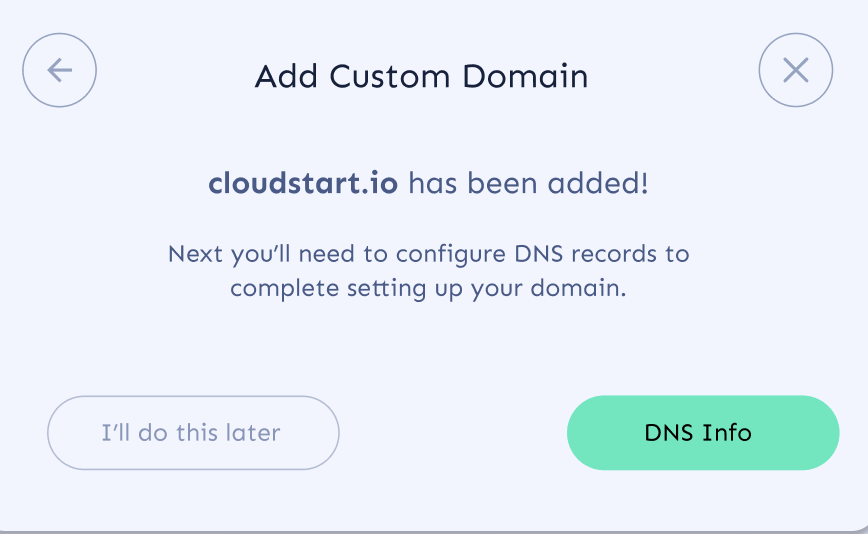 Add Custom Domain
cloudstart.io has been added!
Next you’ll need to configure DNS records to
complete setting up your domain.
I’ll do this later
DNS Info